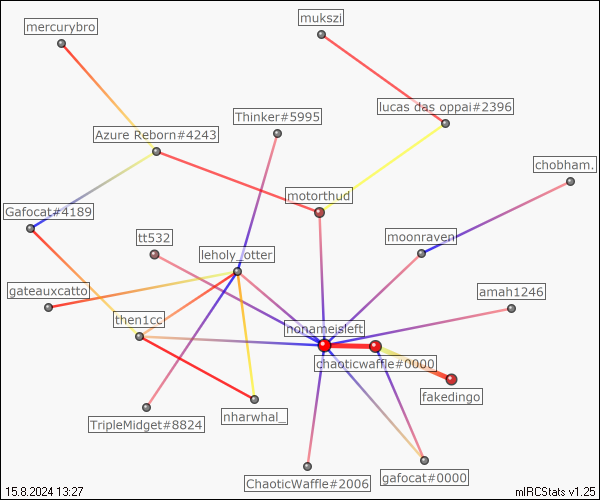 mukszi
mercurybro
lucas das oppai#2396
Thinker#5995
Azure Reborn#4243
chobham.
motorthud
Gafocat#4189
tt532
moonraven
leholy_otter
gateauxcatto
amah1246
then1cc
nonameisleft
chaoticwaffle#0000
fakedingo
nharwhal_
TripleMidget#8824
gafocat#0000
ChaoticWaffle#2006
15.8.2024 13:27
mIRCStats v1.25